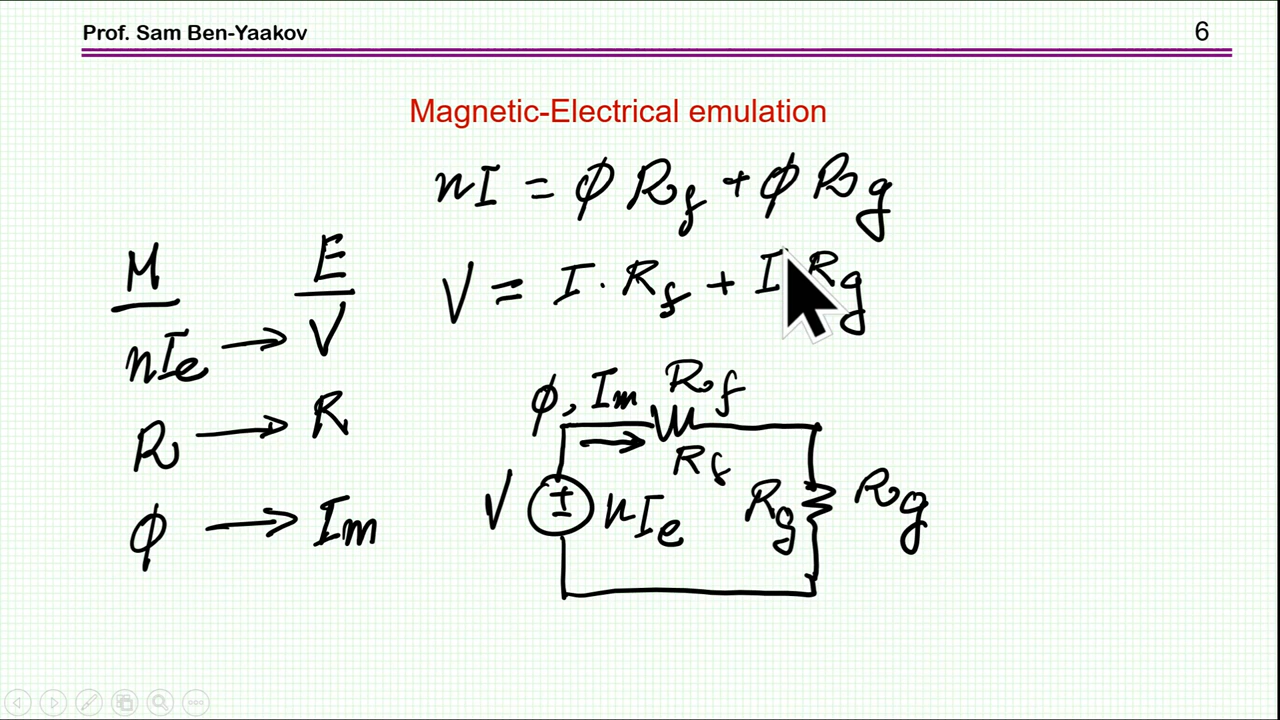 Prof. Sam Ben-Yaakov 6
Magnetic-Electrical emulation
nI = ϕ ℛf + ϕ ℛg
V = I · Rf + I Rg
M E
nIe → V
ℛ → R
ϕ → Im
ϕ, Im ℛf
Rf
V ± nIe Rg ℛg